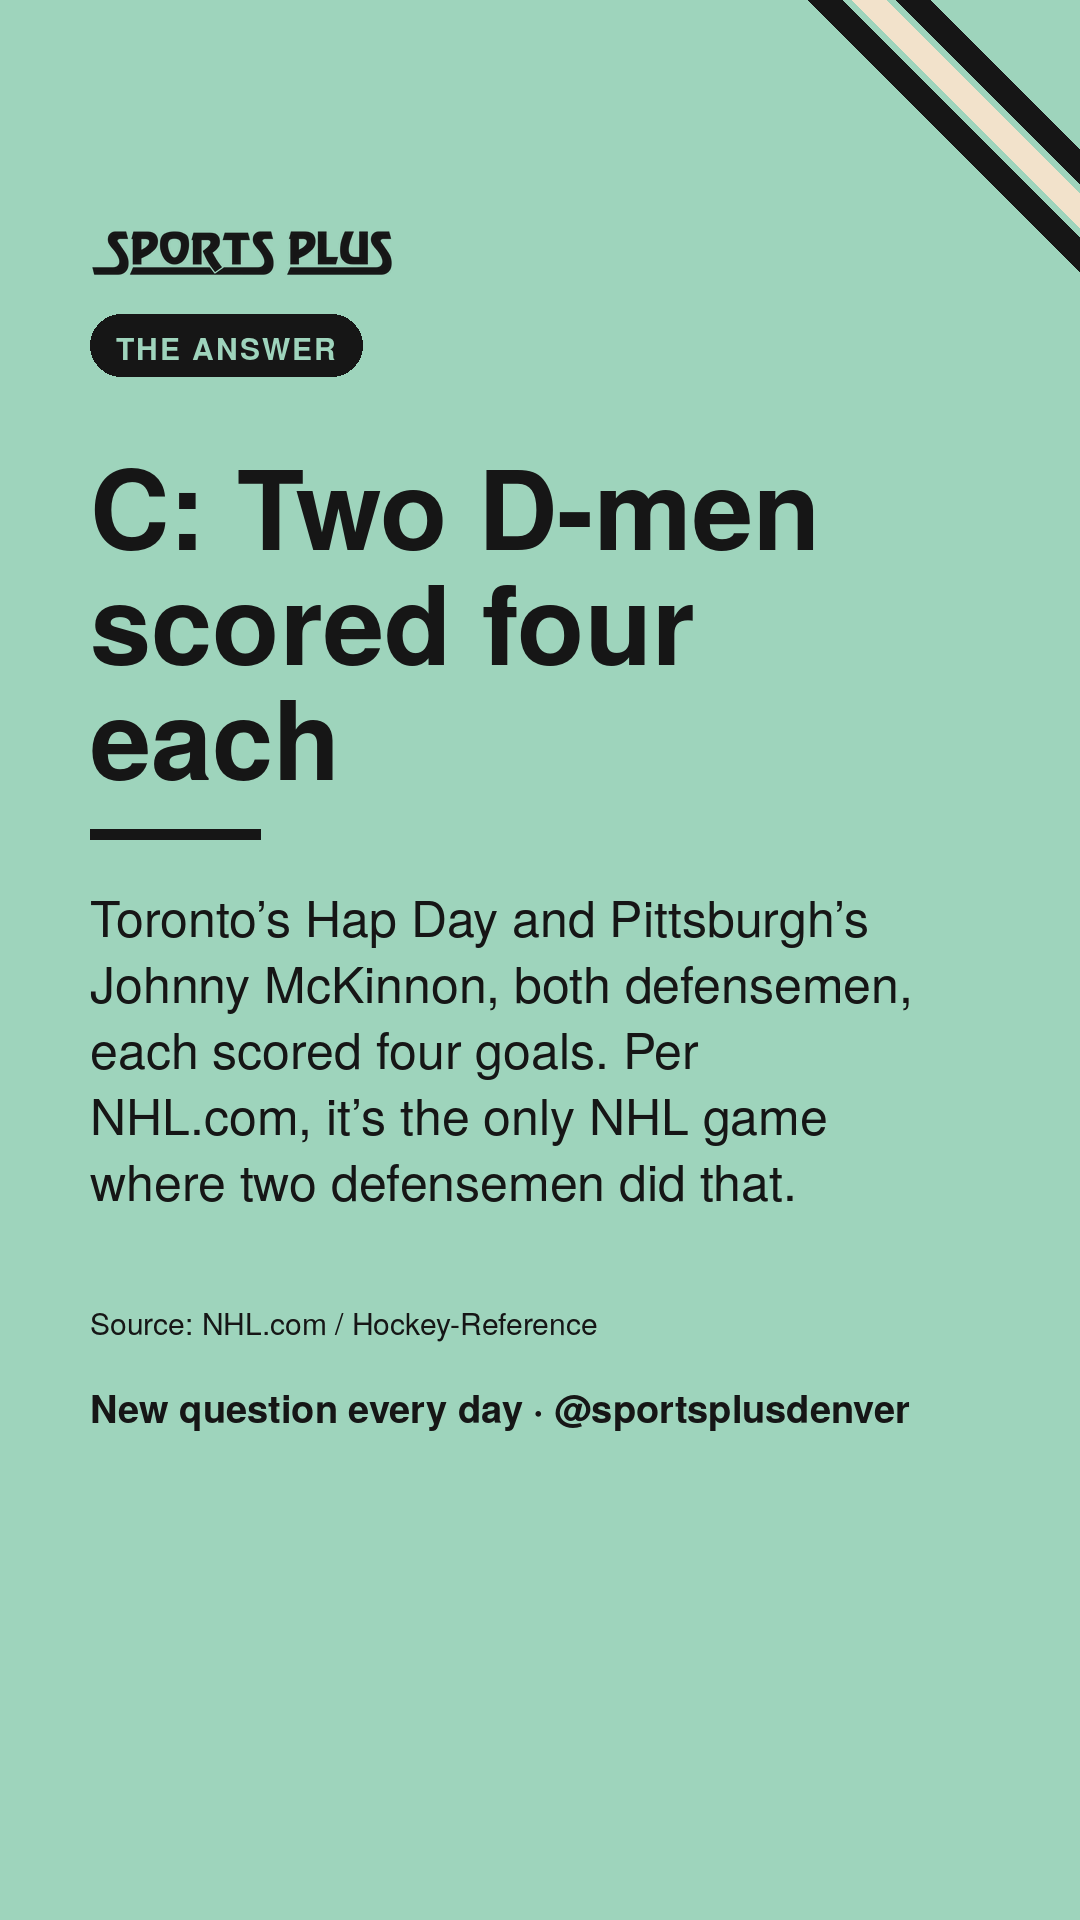 SPORTS PLUS
THE ANSWER
C: Two D-men
scored four
each
Toronto’s Hap Day and Pittsburgh’s
Johnny McKinnon, both defensemen,
each scored four goals. Per
NHL.com, it’s the only NHL game
where two defensemen did that.
Source: NHL.com / Hockey-Reference
New question every day · @sportsplusdenver